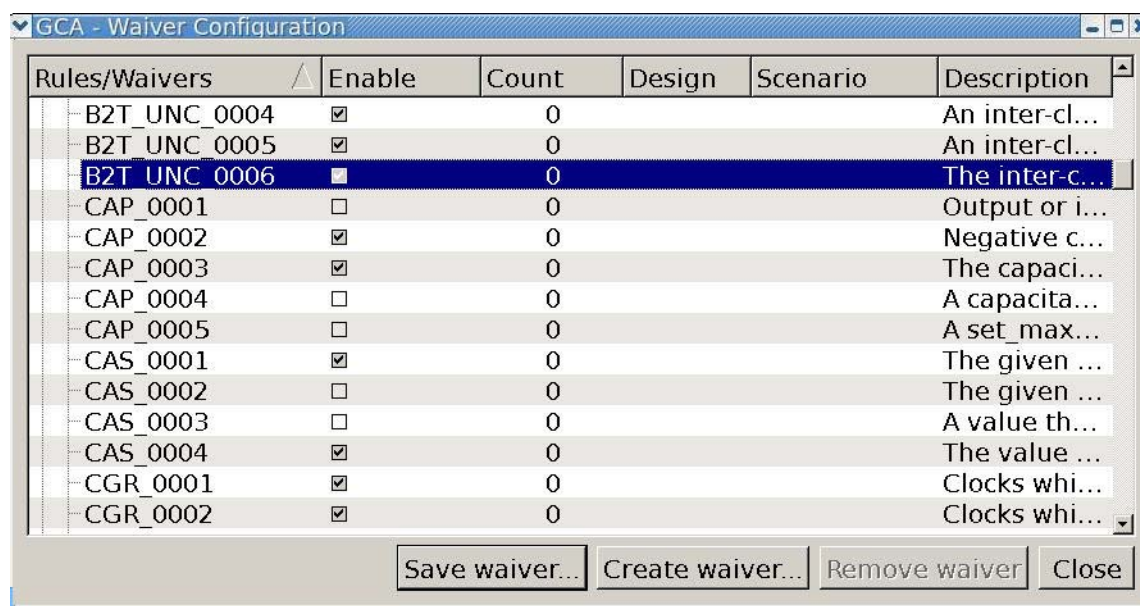 GCA - Waiver Configuration
Rules/Waivers Enable Count Design Scenario Description
B2T_UNC_0004 0 An inter-cl...
B2T_UNC_0005 0 An inter-cl...
B2T_UNC_0006 0 The inter-c...
CAP_0001 0 Output or i...
CAP_0002 0 Negative c...
CAP_0003 0 The capaci...
CAP_0004 0 A capacita...
CAP_0005 0 A set_max...
CAS_0001 0 The given ...
CAS_0002 0 The given ...
CAS_0003 0 A value th...
CAS_0004 0 The value ...
CGR_0001 0 Clocks whi...
CGR_0002 0 Clocks whi...
Save waiver... Create waiver... Remove waiver Close